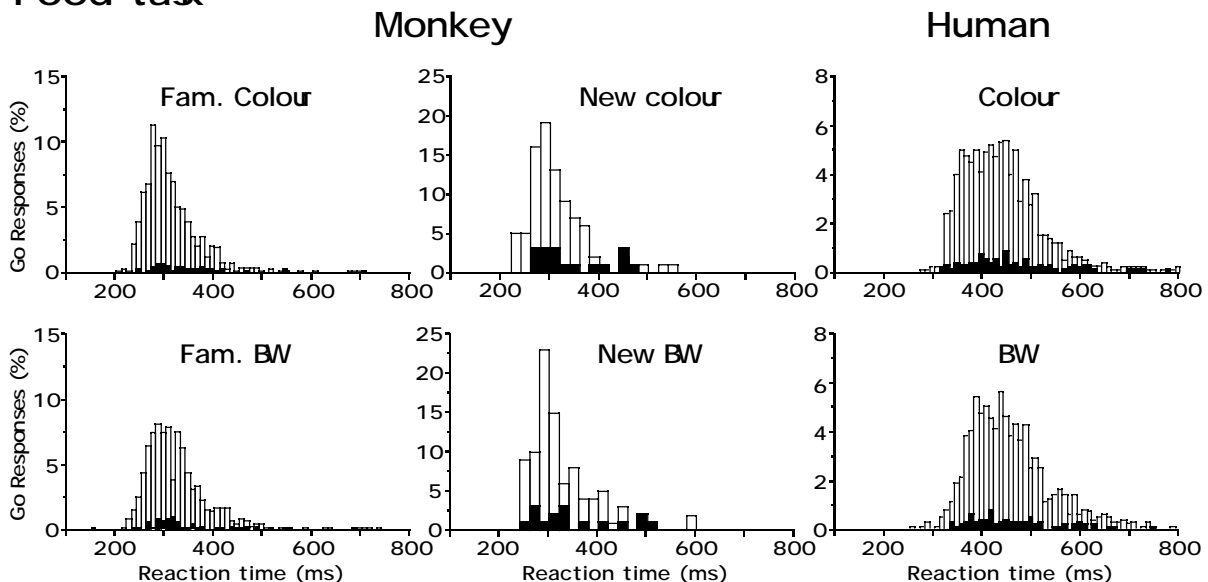 Food task
Monkey Human
15 25 8
Fam. Colour New colour Colour
Go Responses (%)
20 6
10 15 4
10
5 5 2
0 0 0
200 400 600 800 200 400 600 800 200 400 600 800
15 25 8
Fam. BW New BW BW
Go Responses (%)
20 6
10 15 4
10
5 5 2
0 0 0
200 400 600 800 200 400 600 800 200 400 600 800
Reaction time (ms) Reaction time (ms) Reaction time (ms)